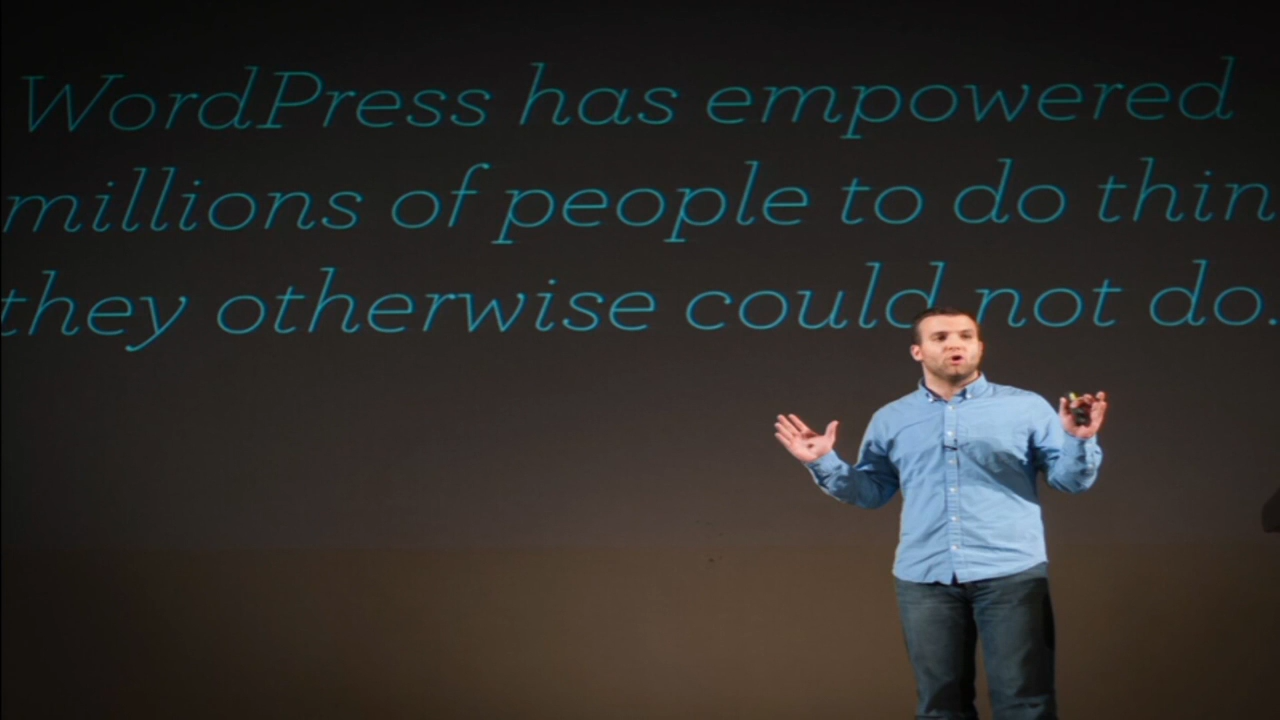 WordPress has empowered
millions of people to do thin
they otherwise could not do.